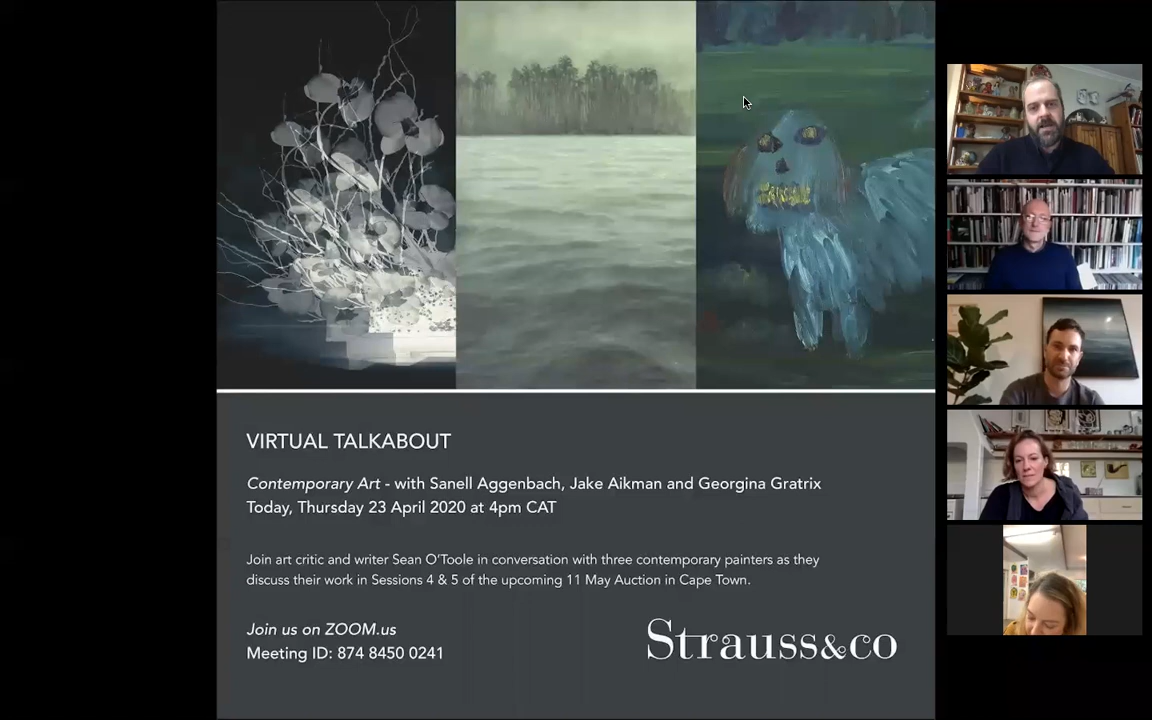 VIRTUAL TALKABOUT
Contemporary Art - with Sanell Aggenbach, Jake Aikman and Georgina Gratrix
Today, Thursday 23 April 2020 at 4pm CAT
Join art critic and writer Sean O'Toole in conversation with three contemporary painters as they
discuss their work in Sessions 4 & 5 of the upcoming 11 May Auction in Cape Town.
Join us on ZOOM.us
Meeting ID: 874 8450 0241
Strauss&co